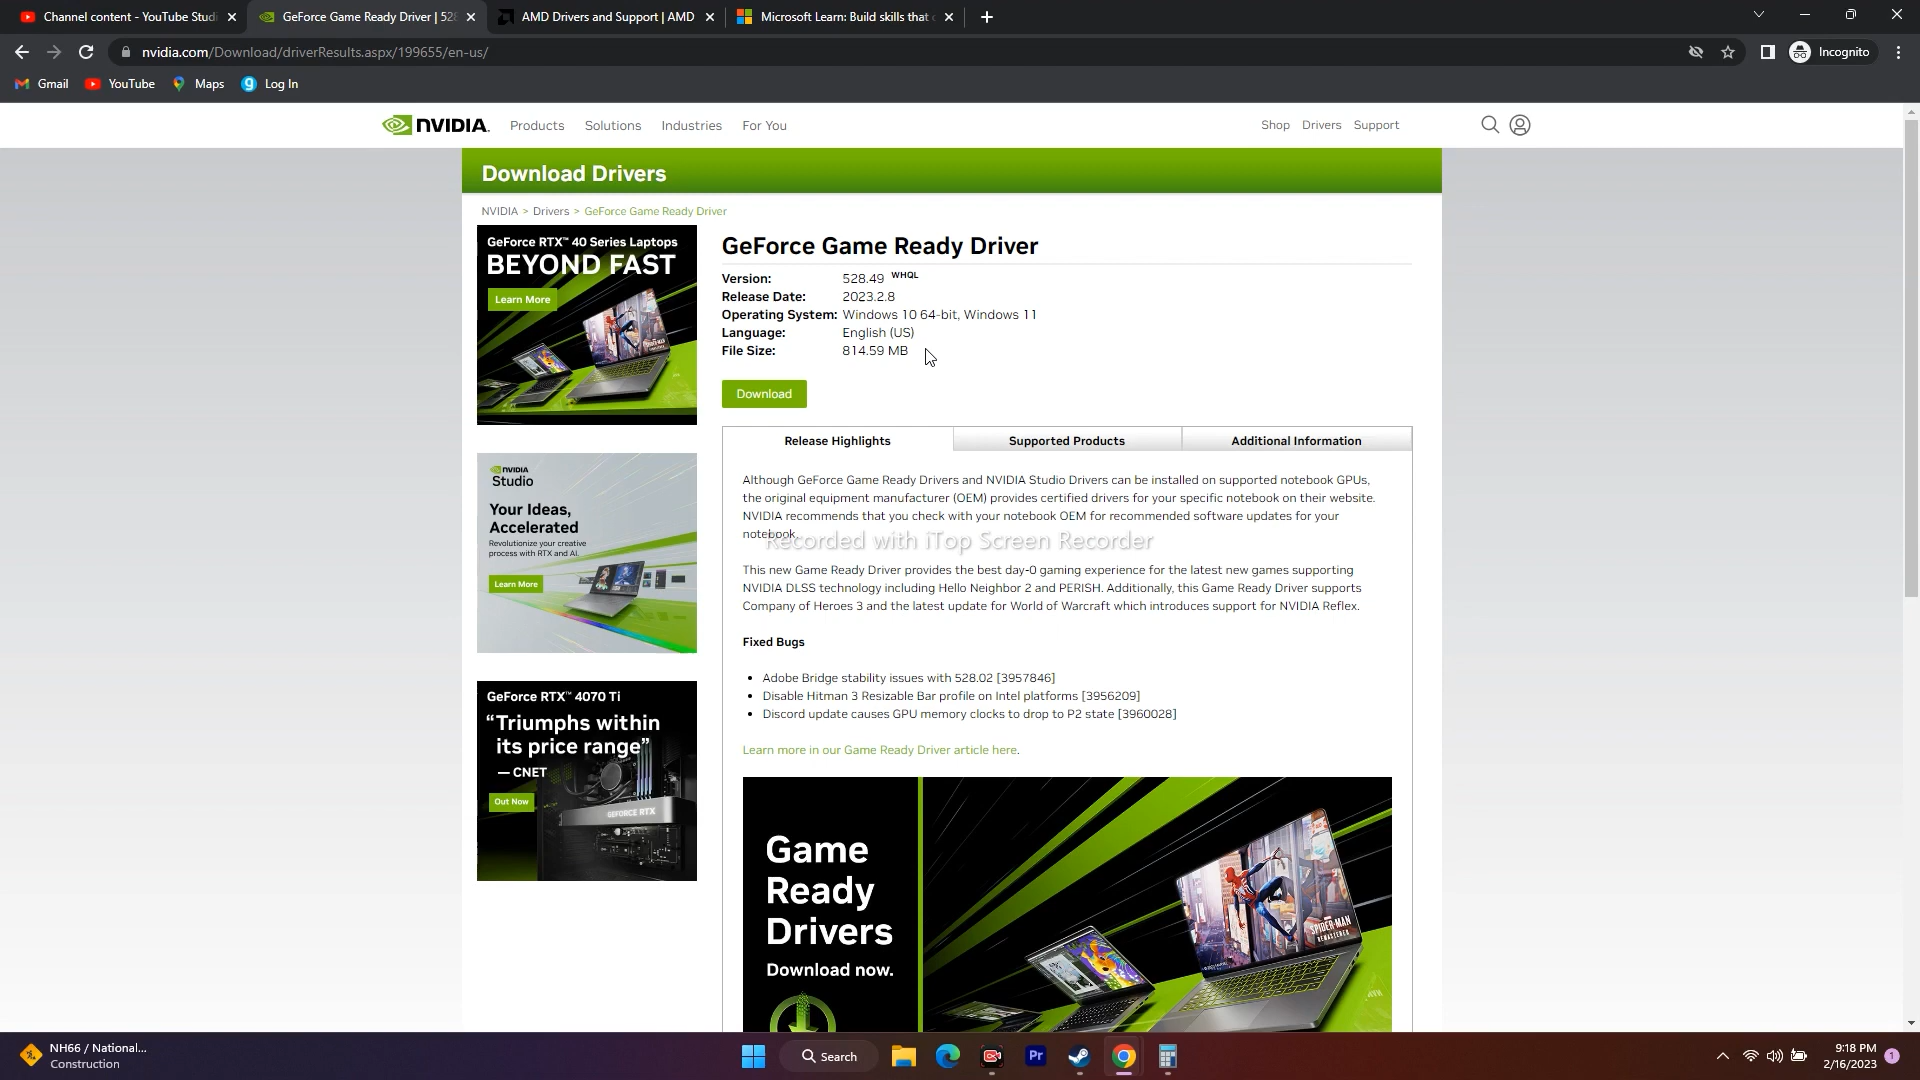 Channel content - YouTube Studi
GeForce Game Ready Driver | 528
AMD Drivers and Support | AMD
Microsoft Learn: Build skills that
nvidia.com/Download/driverResults.aspx/199655/en-us/
Incognito
Gmail
YouTube
Maps
Log In
NVIDIA.
Products
Solutions
Industries
For You
Shop
Drivers
Support
Download Drivers
NVIDIA > Drivers > GeForce Game Ready Driver
GeForce RTX™ 40 Series Laptops
BEYOND FAST
Learn More
GeForce Game Ready Driver
Version: 528.49 WHQL
Release Date: 2023.2.8
Operating System: Windows 10 64-bit, Windows 11
Language: English (US)
File Size: 814.59 MB
Download
Release Highlights
Supported Products
Additional Information
Although GeForce Game Ready Drivers and NVIDIA Studio Drivers can be installed on supported notebook GPUs,
the original equipment manufacturer (OEM) provides certified drivers for your specific notebook on their website.
NVIDIA recommends that you check with your notebook OEM for recommended software updates for your
notebook.
Recorded with iTop Screen Recorder
This new Game Ready Driver provides the best day-0 gaming experience for the latest new games supporting
NVIDIA DLSS technology including Hello Neighbor 2 and PERISH. Additionally, this Game Ready Driver supports
Company of Heroes 3 and the latest update for World of Warcraft which introduces support for NVIDIA Reflex.
Fixed Bugs
• Adobe Bridge stability issues with 528.02 [3957846]
• Disable Hitman 3 Resizable Bar profile on Intel platforms [3956209]
• Discord update causes GPU memory clocks to drop to P2 state [3960028]
Learn more in our Game Ready Driver article here.
NVIDIA
Studio
Your Ideas,
Accelerated
Revolutionize your creative
process with RTX and AI.
Learn More
GeForce RTX™ 4070 Ti
“Triumphs within
its price range”
— CNET
Out Now
GEFORCE RTX
Game
Ready
Drivers
Download now.
SPIDER-MAN
REMASTERED
NH66 / National...
Construction
Search
Pr
9:18 PM
2/16/2023
1